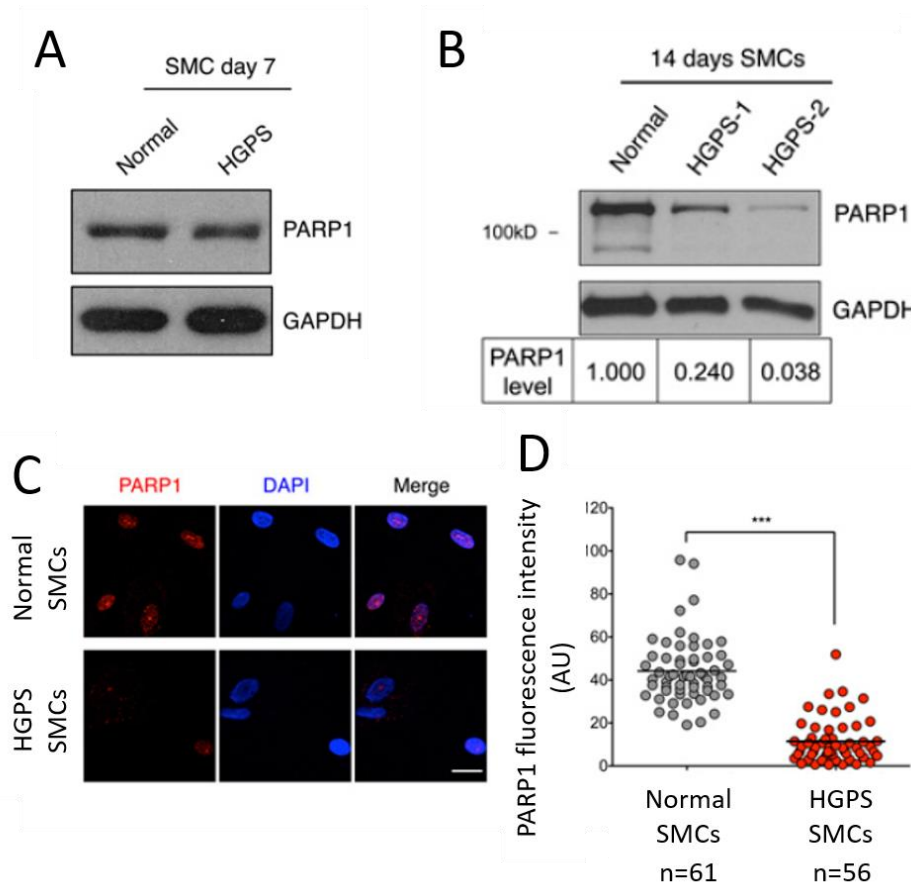 A
SMC day 7
Normal
HGPS
PARP1
GAPDH
B
14 days SMCs
Normal
HGPS-1
HGPS-2
100kD -
PARP1
GAPDH
PARP1 level
1.000
0.240
0.038
C
PARP1
DAPI
Merge
Normal
SMCs
HGPS
SMCs
D
PARP1 fluorescence intensity
(AU)
120
100
80
60
40
20
0
***
Normal
SMCs
n=61
HGPS
SMCs
n=56